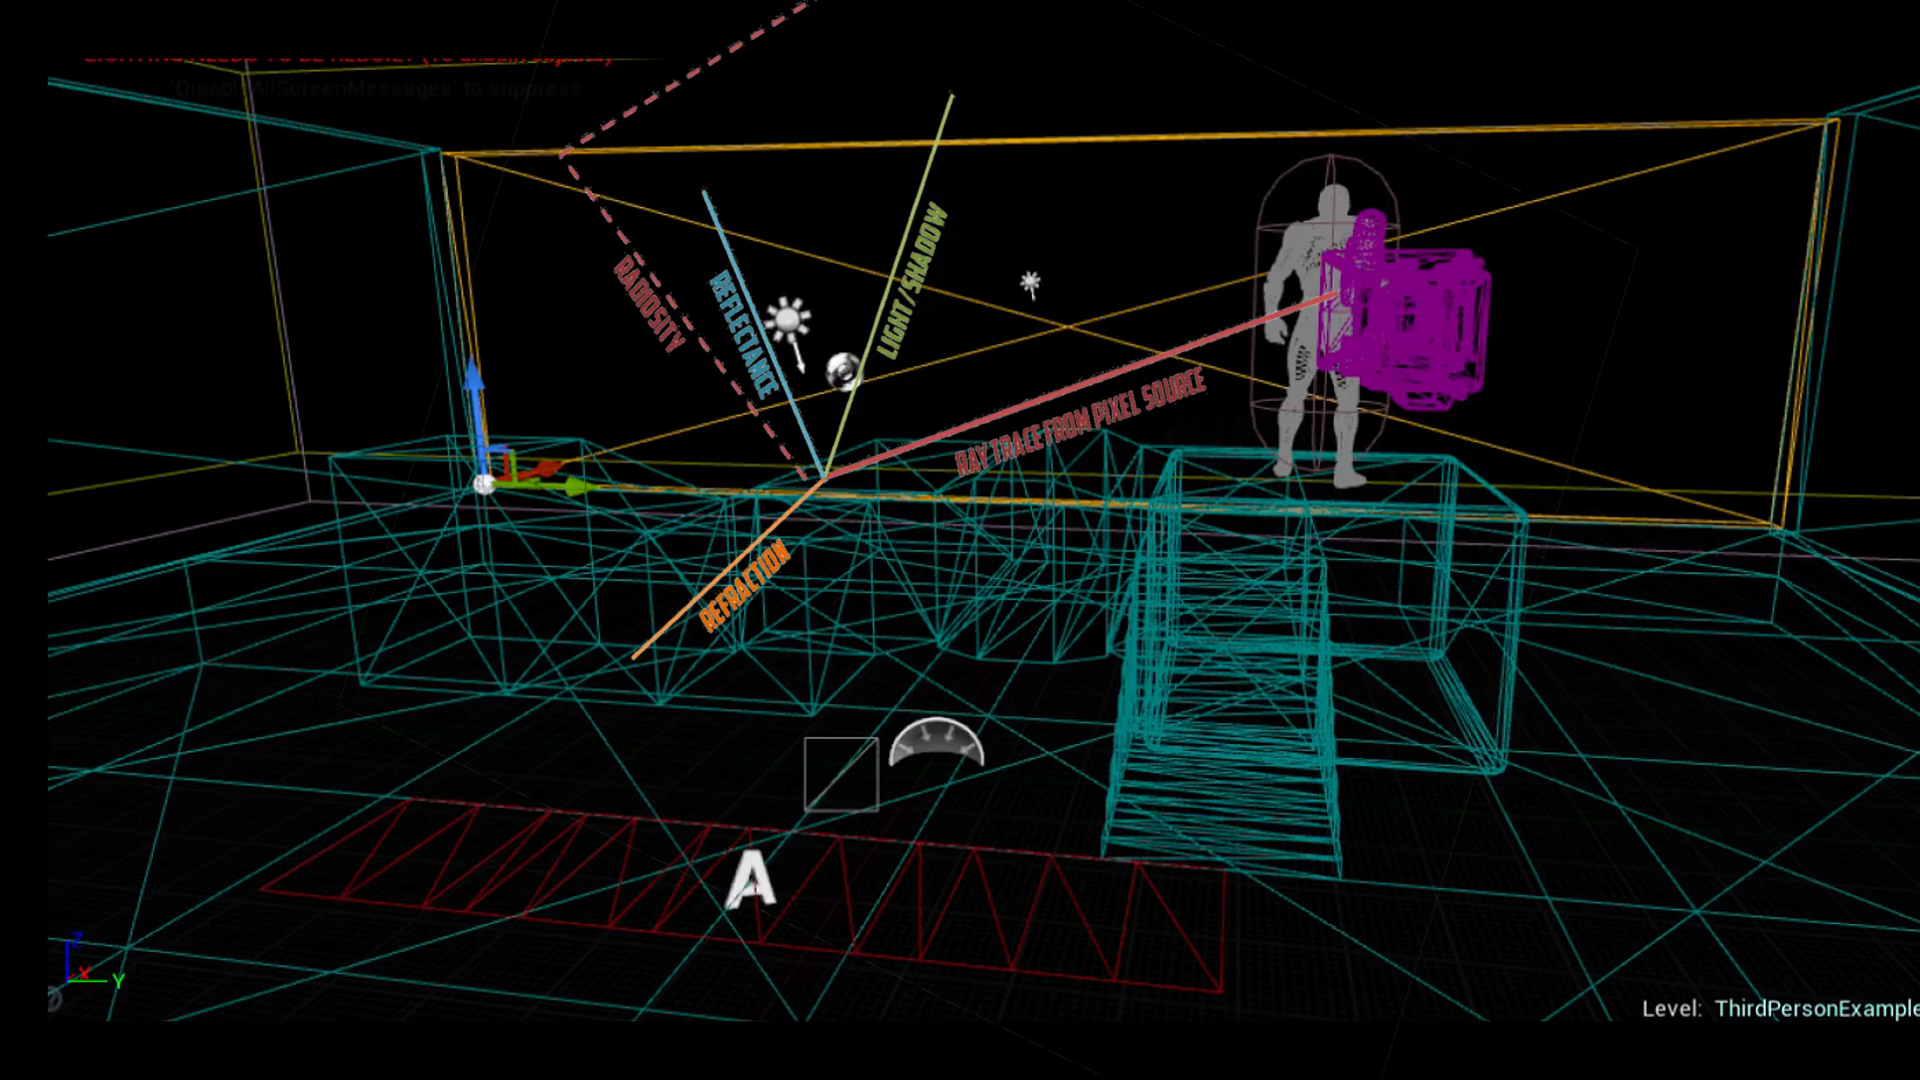 'DisableAllScreenMessages' to suppress
RADIOSITY
REFLECTANCE
LIGHT/SHADOW
RAY TRACE FROM PIXEL SOURCE
REFRACTION
A
Z
X
Y
Level: ThirdPersonExample